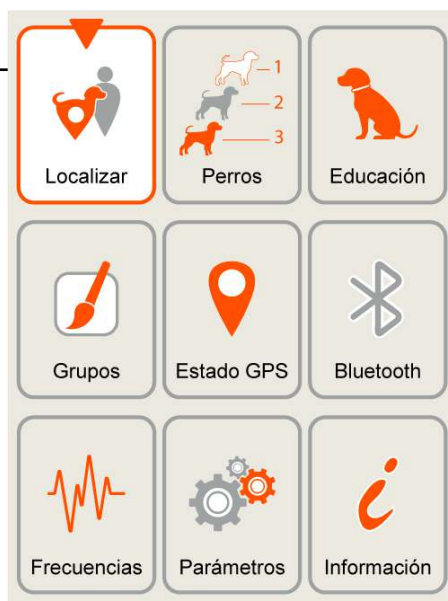 1
2
3
Localizar
Perros
Educación
Grupos
Estado GPS
Bluetooth
Frecuencias
Parámetros
Información